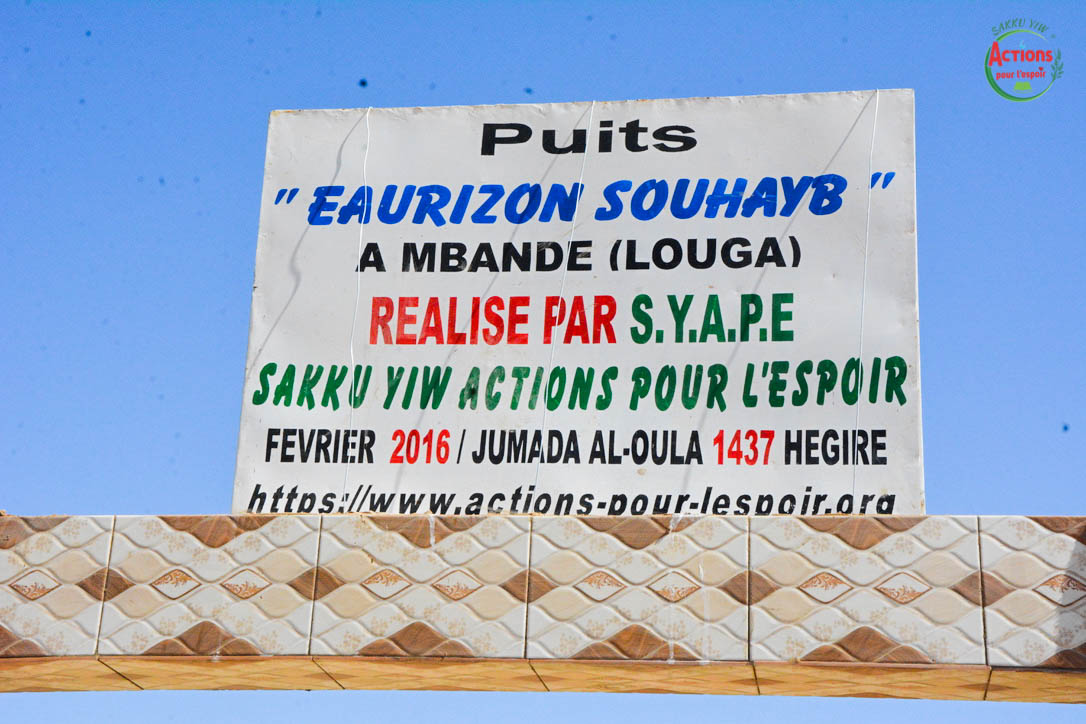 Puits
" EAURIZON SOUHAYB "
A MBANDE (LOUGA)
REALISE PAR S.Y.A.P.E
SAKKU YIW ACTIONS POUR L'ESPOIR
FEVRIER 2016 / JUMADA AL-OULA 1437 HEGIRE
https://www.actions-pour-lespoir.org
SAKKU YIW
ACTIONS
pour l'espoir